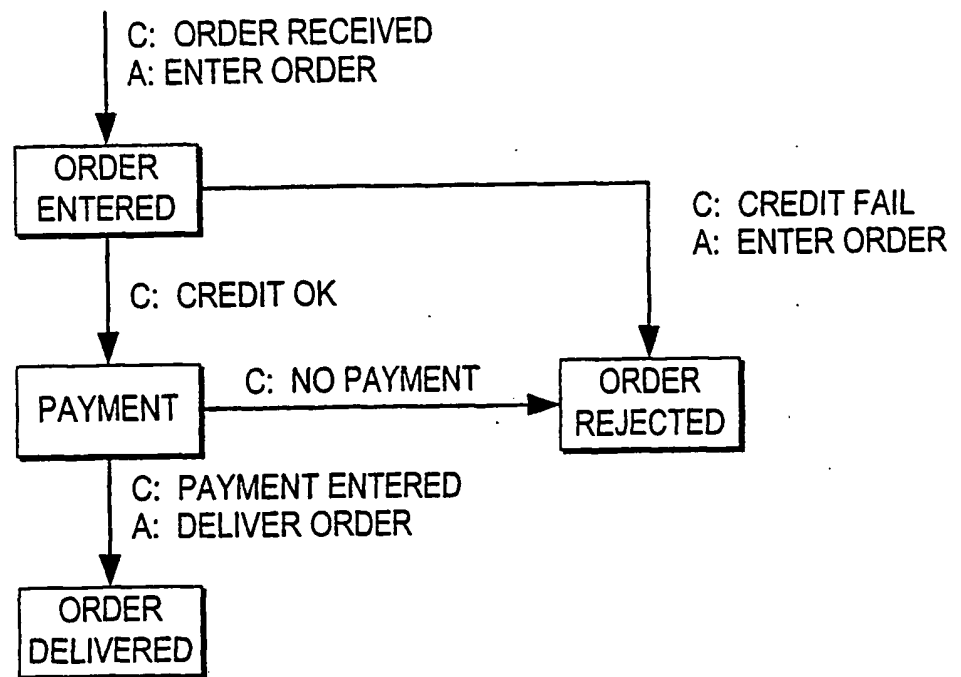 C: ORDER RECEIVED
A: ENTER ORDER
ORDER
ENTERED
C: CREDIT FAIL
A: ENTER ORDER
C: CREDIT OK
PAYMENT
C: NO PAYMENT
ORDER
REJECTED
C: PAYMENT ENTERED
A: DELIVER ORDER
ORDER
DELIVERED